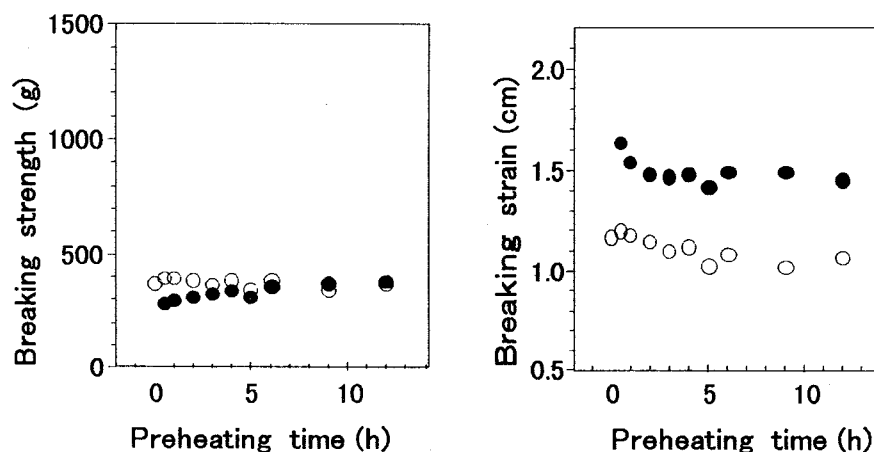 1500
1000
500
0
Breaking strength (g)
0 5 10
Preheating time (h)
2.0
1.5
1.0
0.5
Breaking strain (cm)
0 5 10
Preheating time (h)